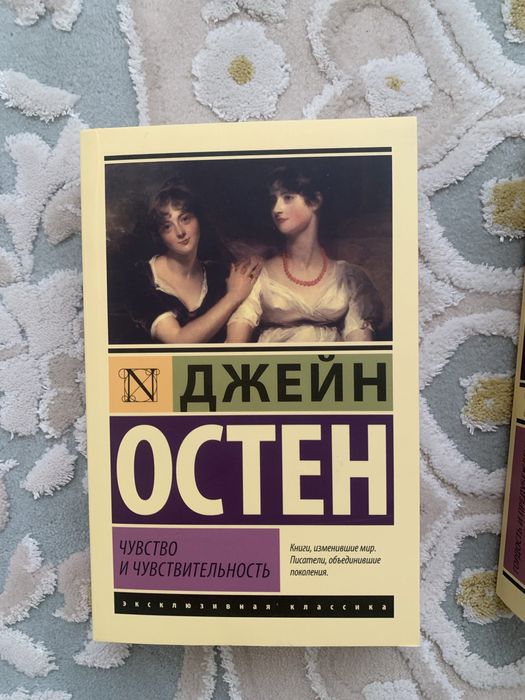 N
ДЖЕЙН
ОСТЕН
ЧУВСТВО
И ЧУВСТВИТЕЛЬНОСТЬ
Книги, изменившие мир.
Писатели, объединившие
поколения.
эксклюзивная классика